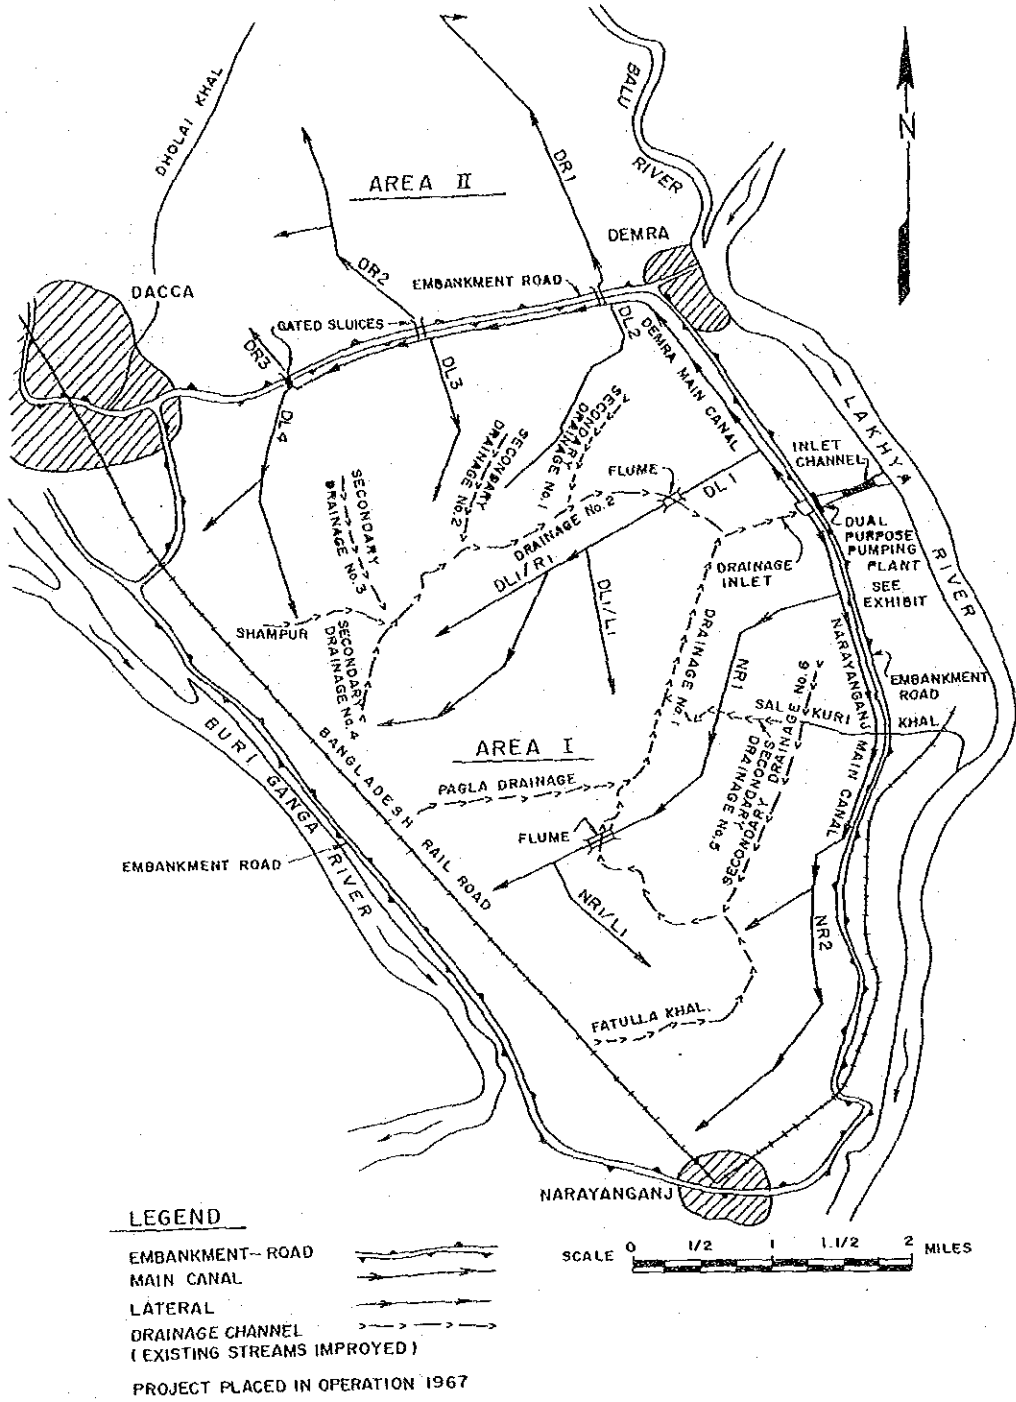 DHOLAI KHAL
BALU
RIVER
N
AREA II
DR1
DEMRA
DACCA
DR2
EMBANKMENT ROAD
GATED SLUICES
DR3
DL2
DL3
DL4
DEMRA MAIN CANAL
LAKHYA
RIVER
INLET
CHANNEL
SECONDARY
DRAINAGE No.1
SECONDARY
DRAINAGE No.2
SECONDARY
DRAINAGE No.3
FLUME
DL1
DRAINAGE No.2
DL1/R1
DL1/L1
DRAINAGE
INLET
DUAL
PURPOSE
PUMPING
PLANT
SEE
EXHIBIT
SHAMPUR
SECONDARY
DRAINAGE No.4
DRAINAGE No.1
NR1
NARAYANGANJ MAIN CANAL
EMBANKMENT
ROAD
SAL KURI
KHAL
SECONDARY DRAINAGE No.6
SECONDARY
DRAINAGE No.5
BURI GANGA
RIVER
BANGLADESH RAIL ROAD
AREA I
PAGLA DRAINAGE
FLUME
EMBANKMENT ROAD
NR1/L1
NR2
FATULLA KHAL.
NARAYANGANJ
LEGEND
EMBANKMENT-ROAD
MAIN CANAL
LATERAL
DRAINAGE CHANNEL
(EXISTING STREAMS IMPROYED)
PROJECT PLACED IN OPERATION 1967
SCALE 0 1/2 1 1.1/2 2 MILES